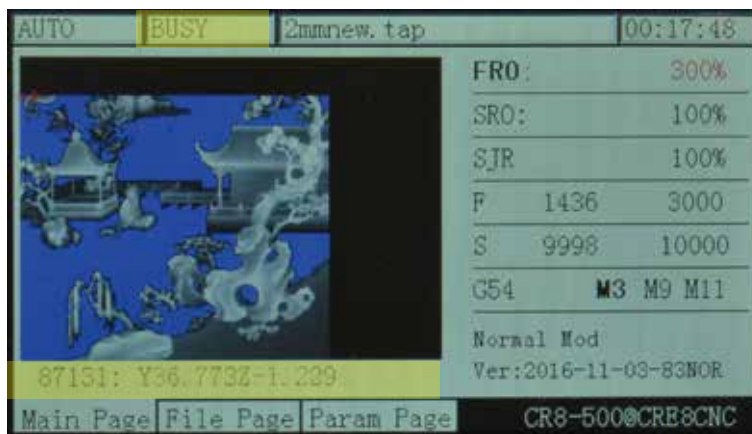 AUTO BUSY 2mmnew.tap 00:17:48
FRO: 300%
SRO: 100%
SJR 100%
F 1436 3000
S 9998 10000
G54 M3 M9 M11
Normal Mod
87131: Y36.773Z-1.239
Ver:2016-11-03-83NOR
Main Page File Page Param Page CR8-500@CRE8CNC